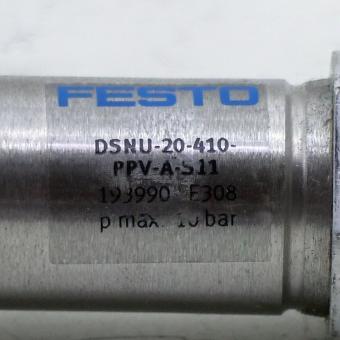 FESTO
DSNU-20-410-
PPV-A-S11
193990 E308
p max. 10 bar